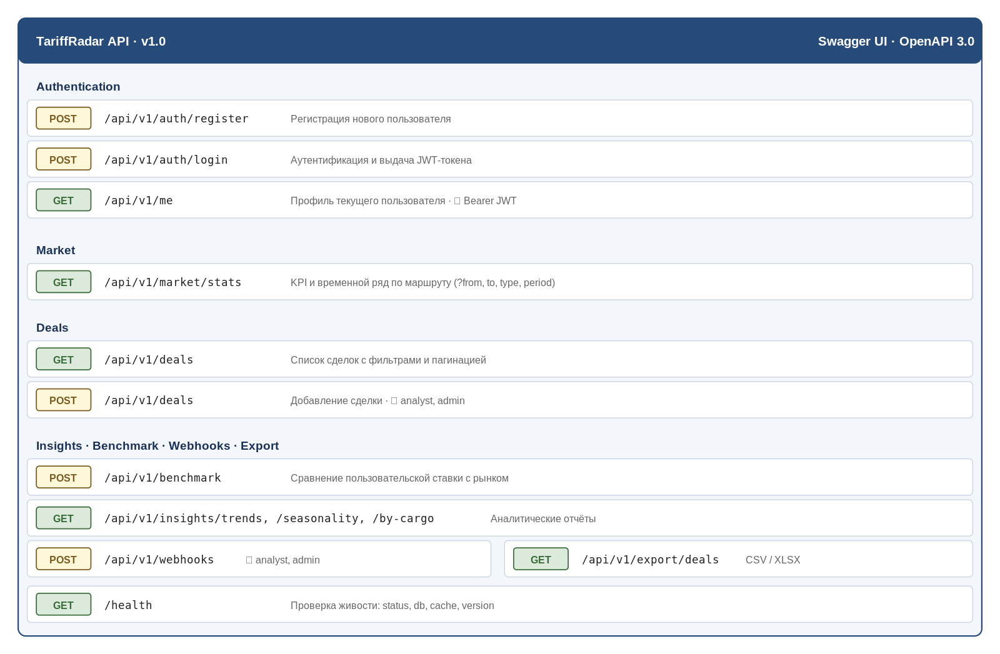 TariffRadar API · v1.0 Swagger UI · OpenAPI 3.0
Authentication
POST /api/v1/auth/register Регистрация нового пользователя
POST /api/v1/auth/login Аутентификация и выдача JWT-токена
GET /api/v1/me Профиль текущего пользователя · Bearer JWT
Market
GET /api/v1/market/stats KPI и временной ряд по маршруту (?from, to, type, period)
Deals
GET /api/v1/deals Список сделок с фильтрами и пагинацией
POST /api/v1/deals Добавление сделки · analyst, admin
Insights · Benchmark · Webhooks · Export
POST /api/v1/benchmark Сравнение пользовательской ставки с рынком
GET /api/v1/insights/trends, /seasonality, /by-cargo Аналитические отчёты
POST /api/v1/webhooks analyst, admin GET /api/v1/export/deals CSV / XLSX
GET /health Проверка живости: status, db, cache, version